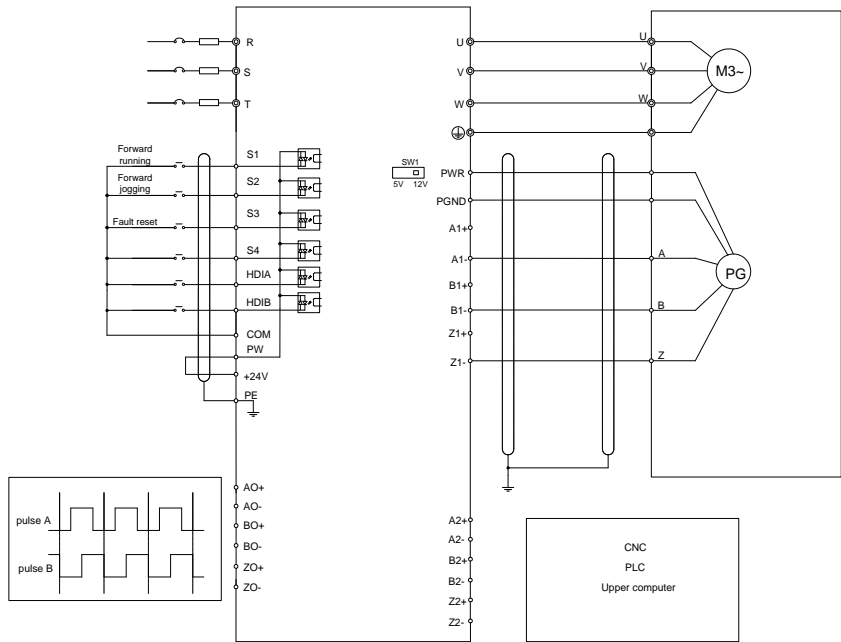 R
S
T
U
V
W
U
V
W
M3~
Forward
running
Forward
jogging
Fault reset
S1
S2
S3
S4
HDIA
HDIB
COM
PW
+24V
PE
SW1
5V 12V
PWR
PGND
A1+
A1-
B1+
B1-
Z1+
Z1-
A
B
Z
PG
pulse A
pulse B
AO+
AO-
BO+
BO-
ZO+
ZO-
A2+
A2-
B2+
B2-
Z2+
Z2-
CNC
PLC
Upper computer